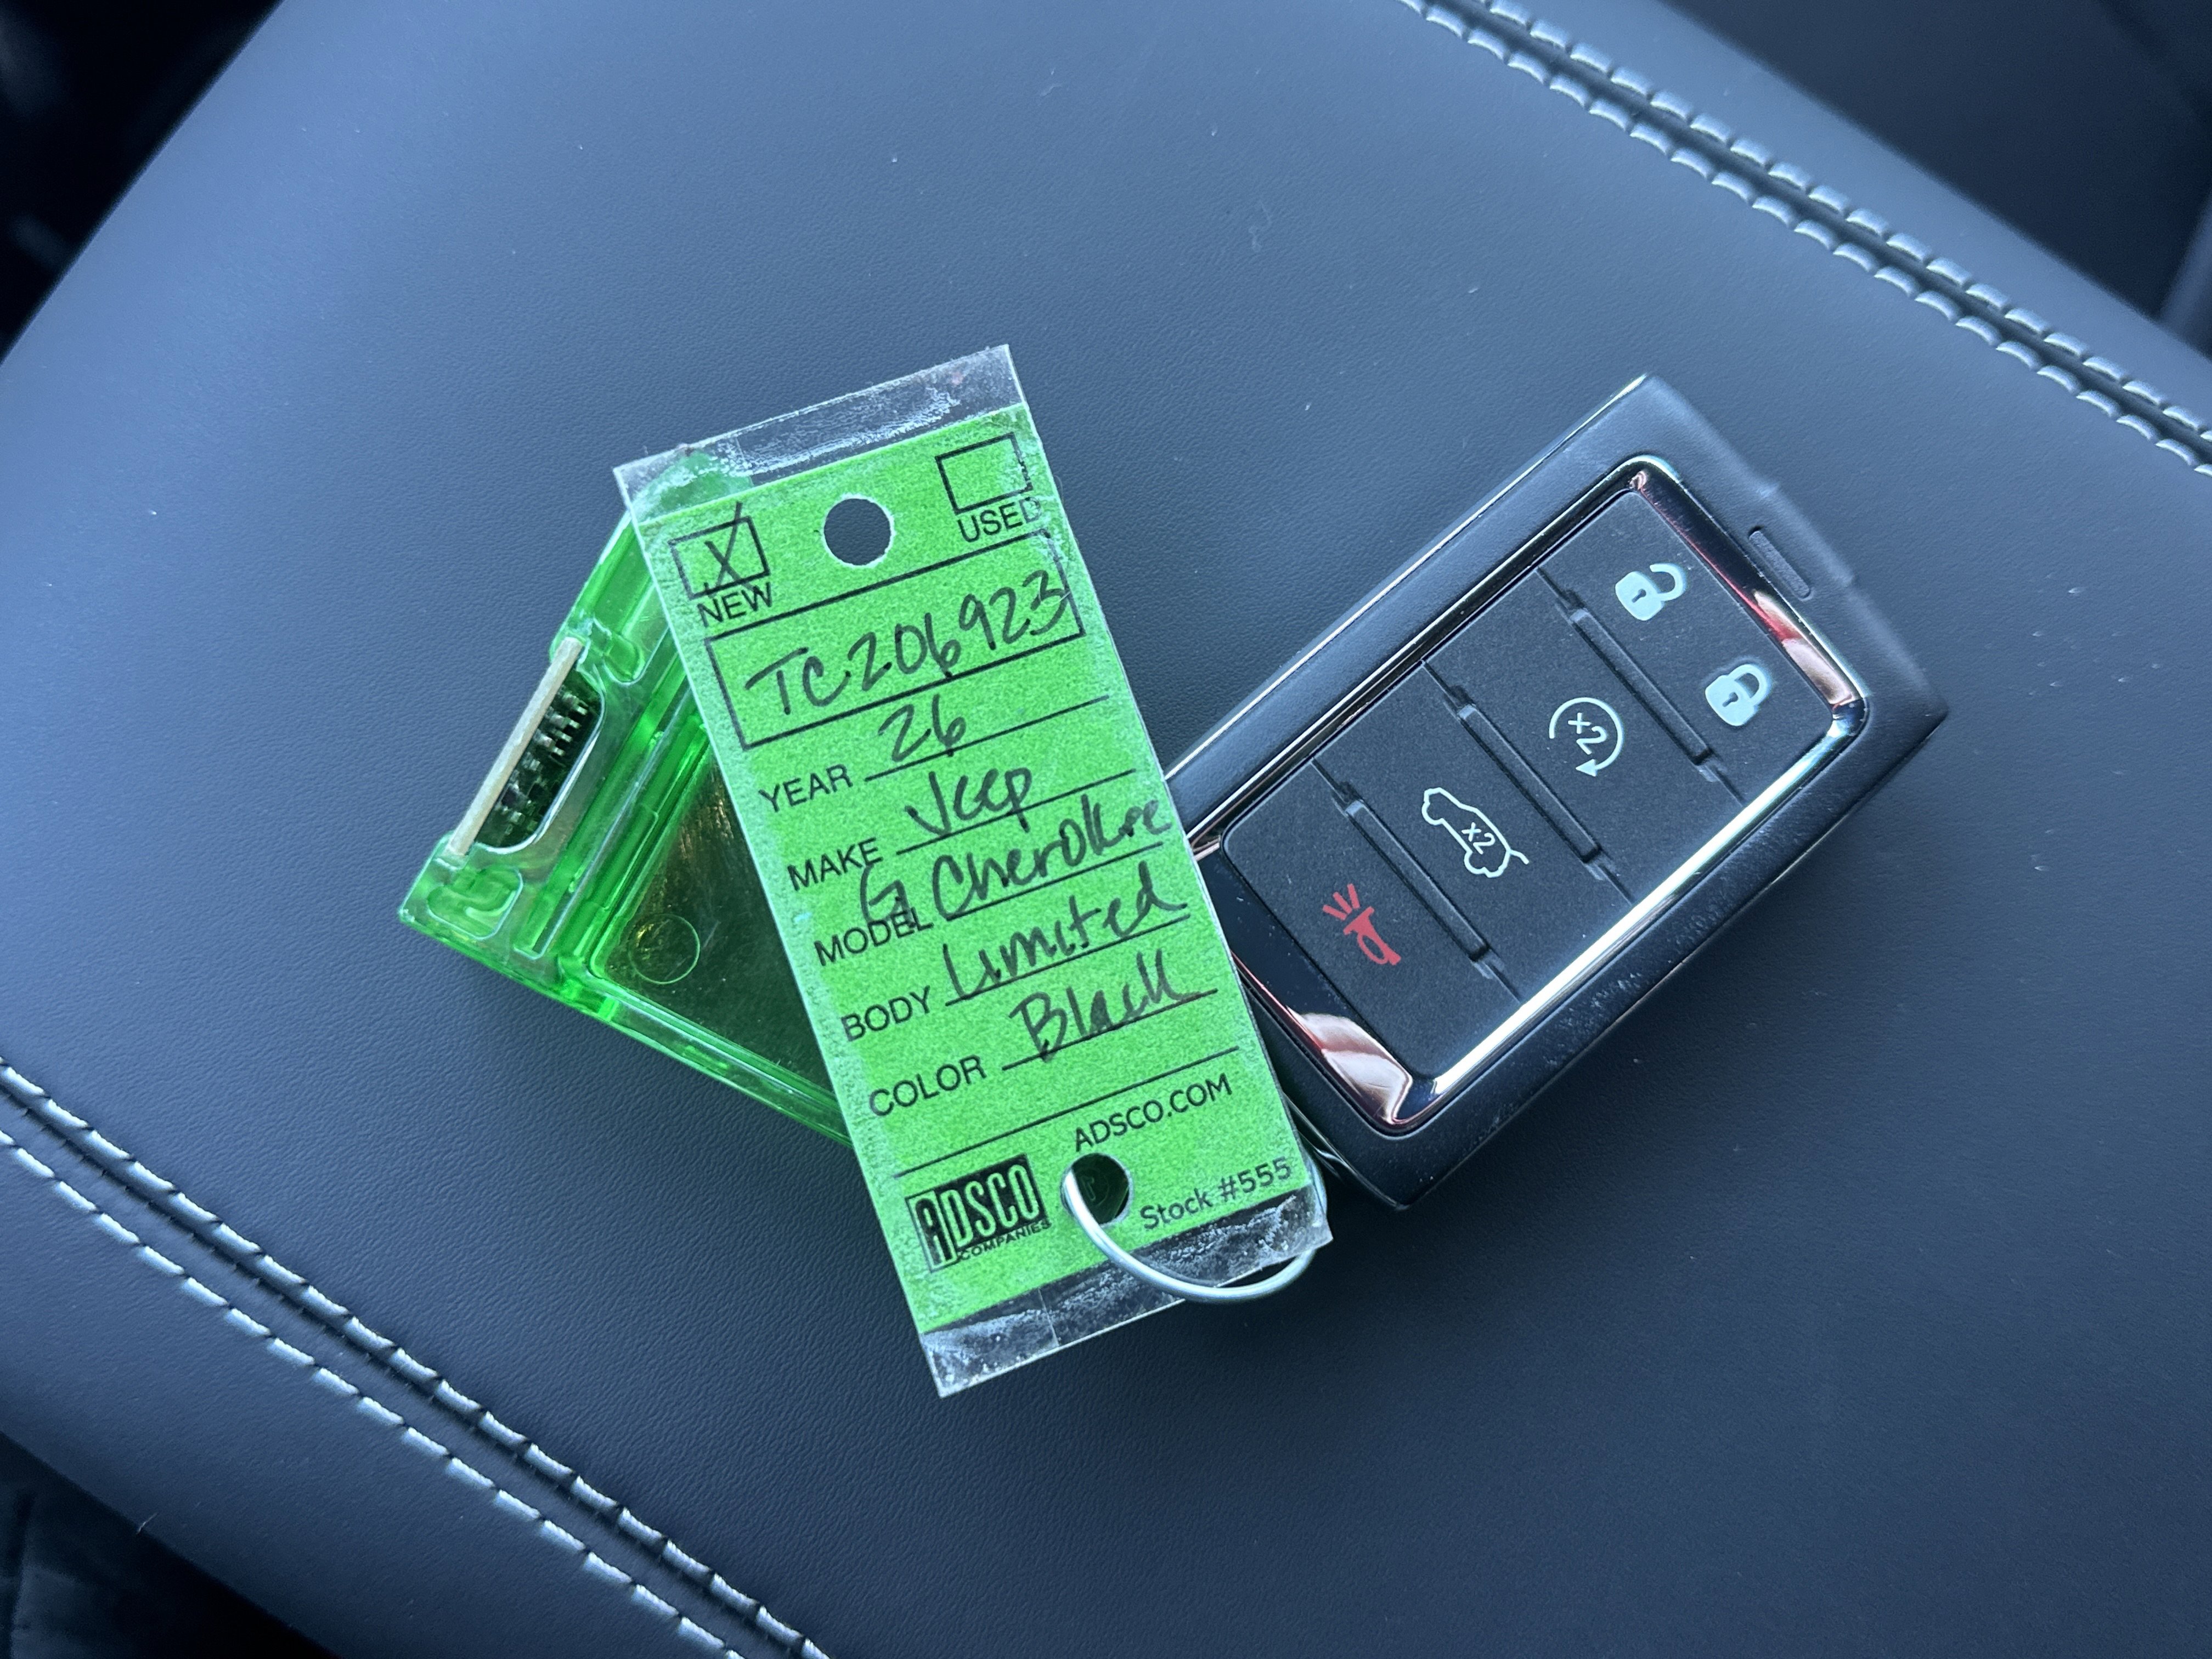 X
NEW
USED
TC206923
YEAR 26
MAKE Jeep
MODEL G Cherokee
BODY Limited
COLOR Black
ADSCO.COM
ADSCO
COMPANIES
Stock #555
x2
x2